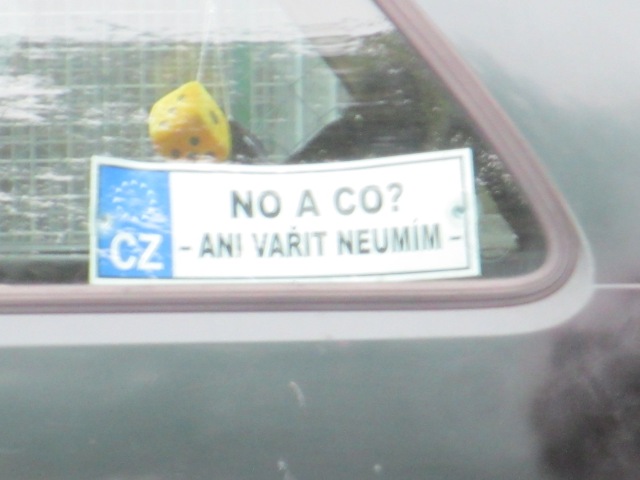 NO A CO?
CZ - ANI VAŘIT NEUMÍM -